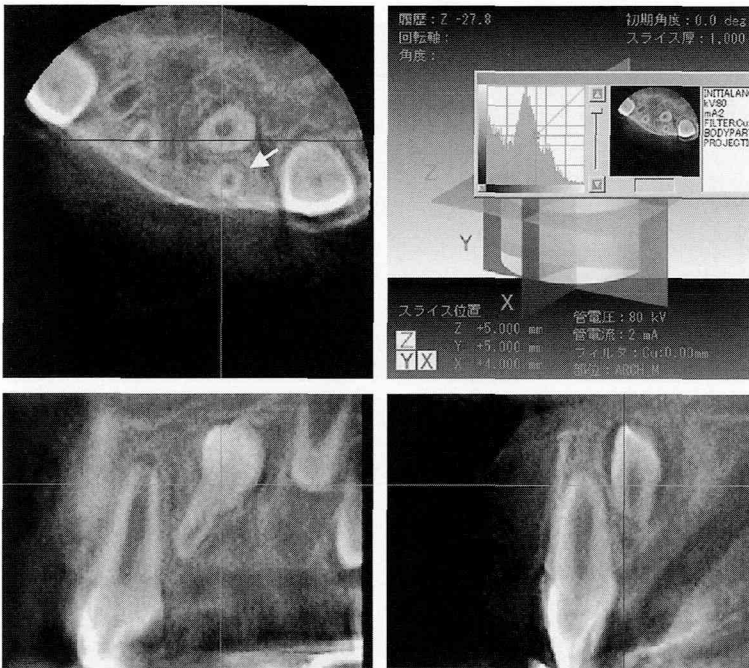 履歴：Z -27.8
初期角度：0.0 deg
回転軸：
スライス厚：1.000
角度：
INITIALANG
kV80
mA2
FILTERCu:
BODYPAR
PROJECTI
Z
Y
X
スライス位置
Z +5.000 mm
Y +5.000 mm
X +4.000 mm
管電圧：80 kV
管電流：2 mA
フィルタ：Cu:0.00mm
部位：ARCH_M
Z
Y X